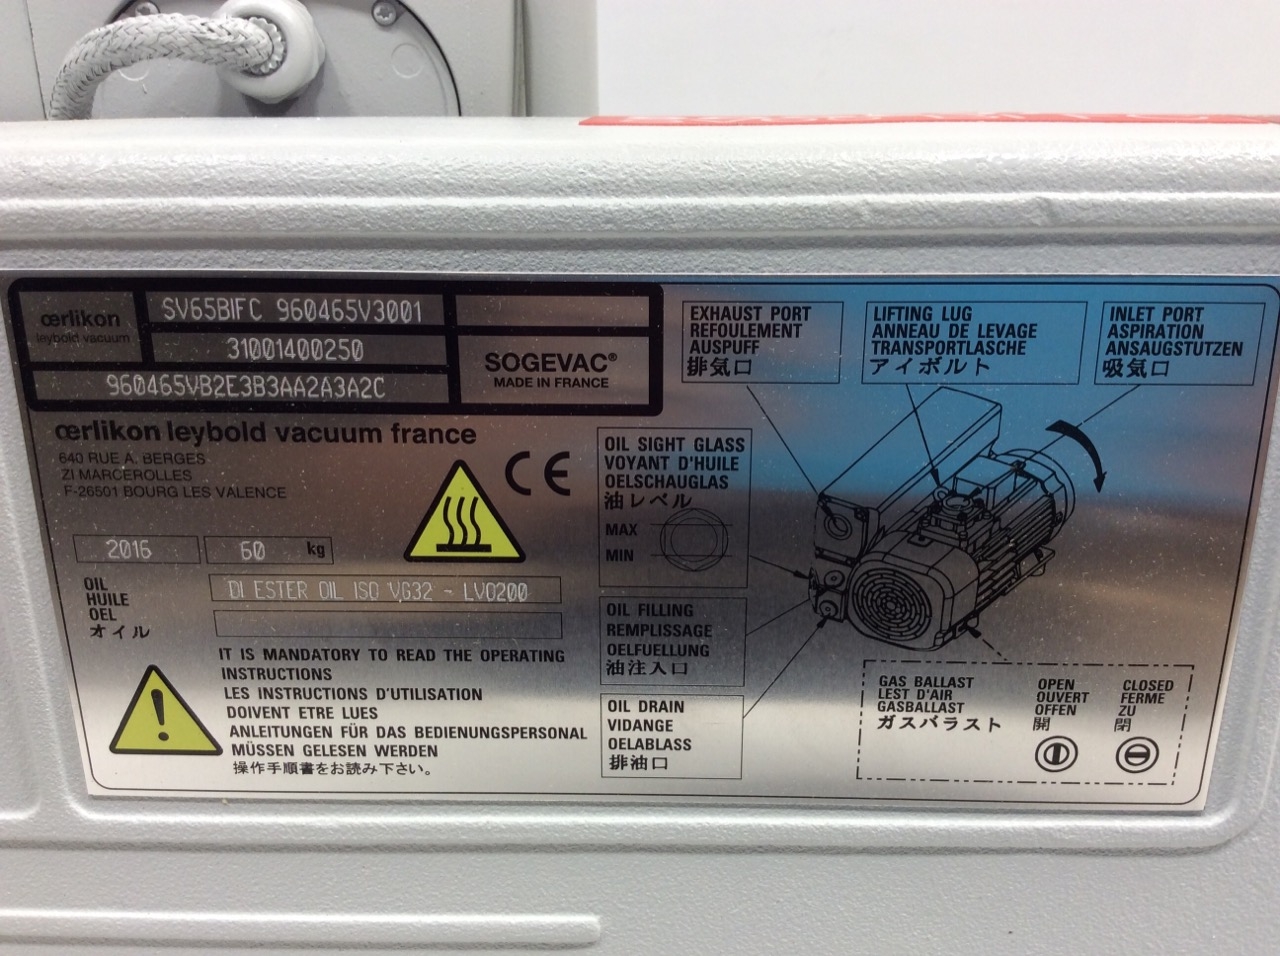 œrlikon
leybold vacuum
SV65BIFC 960465V3001
31001400250
960465VB2E3B3AA2A3A2C
SOGEVAC®
MADE IN FRANCE
œrlikon leybold vacuum france
640 RUE A. BERGES
ZI MARCEROLLES
F-26501 BOURG LES VALENCE
CE
2016
60 kg
OIL
HUILE
OEL
オイル
DI ESTER OIL ISO VG32 - LVO200
IT IS MANDATORY TO READ THE OPERATING
INSTRUCTIONS
LES INSTRUCTIONS D'UTILISATION
DOIVENT ETRE LUES
ANLEITUNGEN FÜR DAS BEDIENUNGSPERSONAL
MÜSSEN GELESEN WERDEN
操作手順書をお読み下さい。
EXHAUST PORT
REFOULEMENT
AUSPUFF
排気口
LIFTING LUG
ANNEAU DE LEVAGE
TRANSPORTLASCHE
アイボルト
INLET PORT
ASPIRATION
ANSAUGSTUTZEN
吸気口
OIL SIGHT GLASS
VOYANT D'HUILE
OELSCHAUGLAS
油レベル
MAX
MIN
OIL FILLING
REMPLISSAGE
OELFUELLUNG
油注入口
OIL DRAIN
VIDANGE
OELABLASS
排油口
GAS BALLAST
LEST D'AIR
GASBALLAST
ガスバラスト
OPEN
OUVERT
OFFEN
開
CLOSED
FERME
ZU
閉